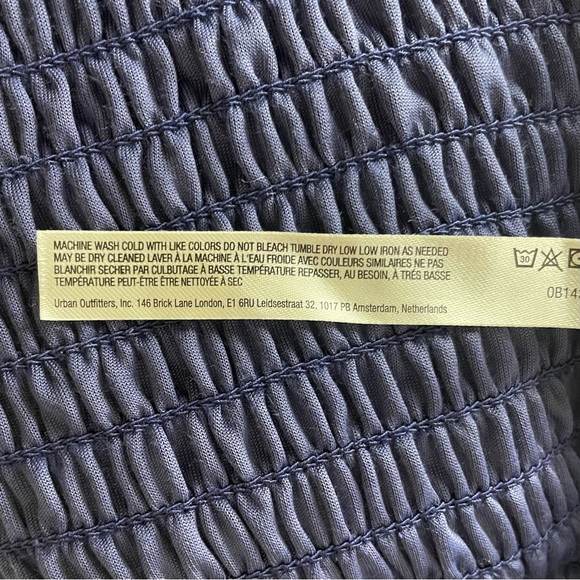 MACHINE WASH COLD WITH LIKE COLORS DO NOT BLEACH TUMBLE DRY LOW LOW IRON AS NEEDED
MAY BE DRY CLEANED LAVER À LA MACHINE À L'EAU FROIDE AVEC COULEURS SIMILAIRES NE PAS
BLANCHIR SECHER PAR CULBUTAGE À BASSE TEMPÉRATURE REPASSER, AU BESOIN, À TRÉS BASSE
TEMPÉRATURE PEUT-ÊTRE ÊTRE NETTOYÉ À SEC
Urban Outfitters, Inc. 146 Brick Lane London, E1 6RU Leidsestraat 32, 1017 PB Amsterdam, Netherlands
30